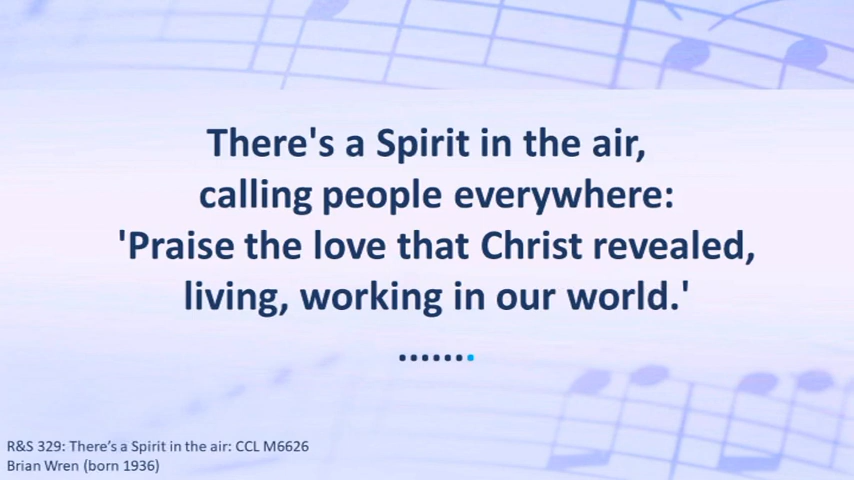 There's a Spirit in the air,
calling people everywhere:
'Praise the love that Christ revealed,
living, working in our world.'
.......
R&S 329: There’s a Spirit in the air: CCL M6626
Brian Wren (born 1936)